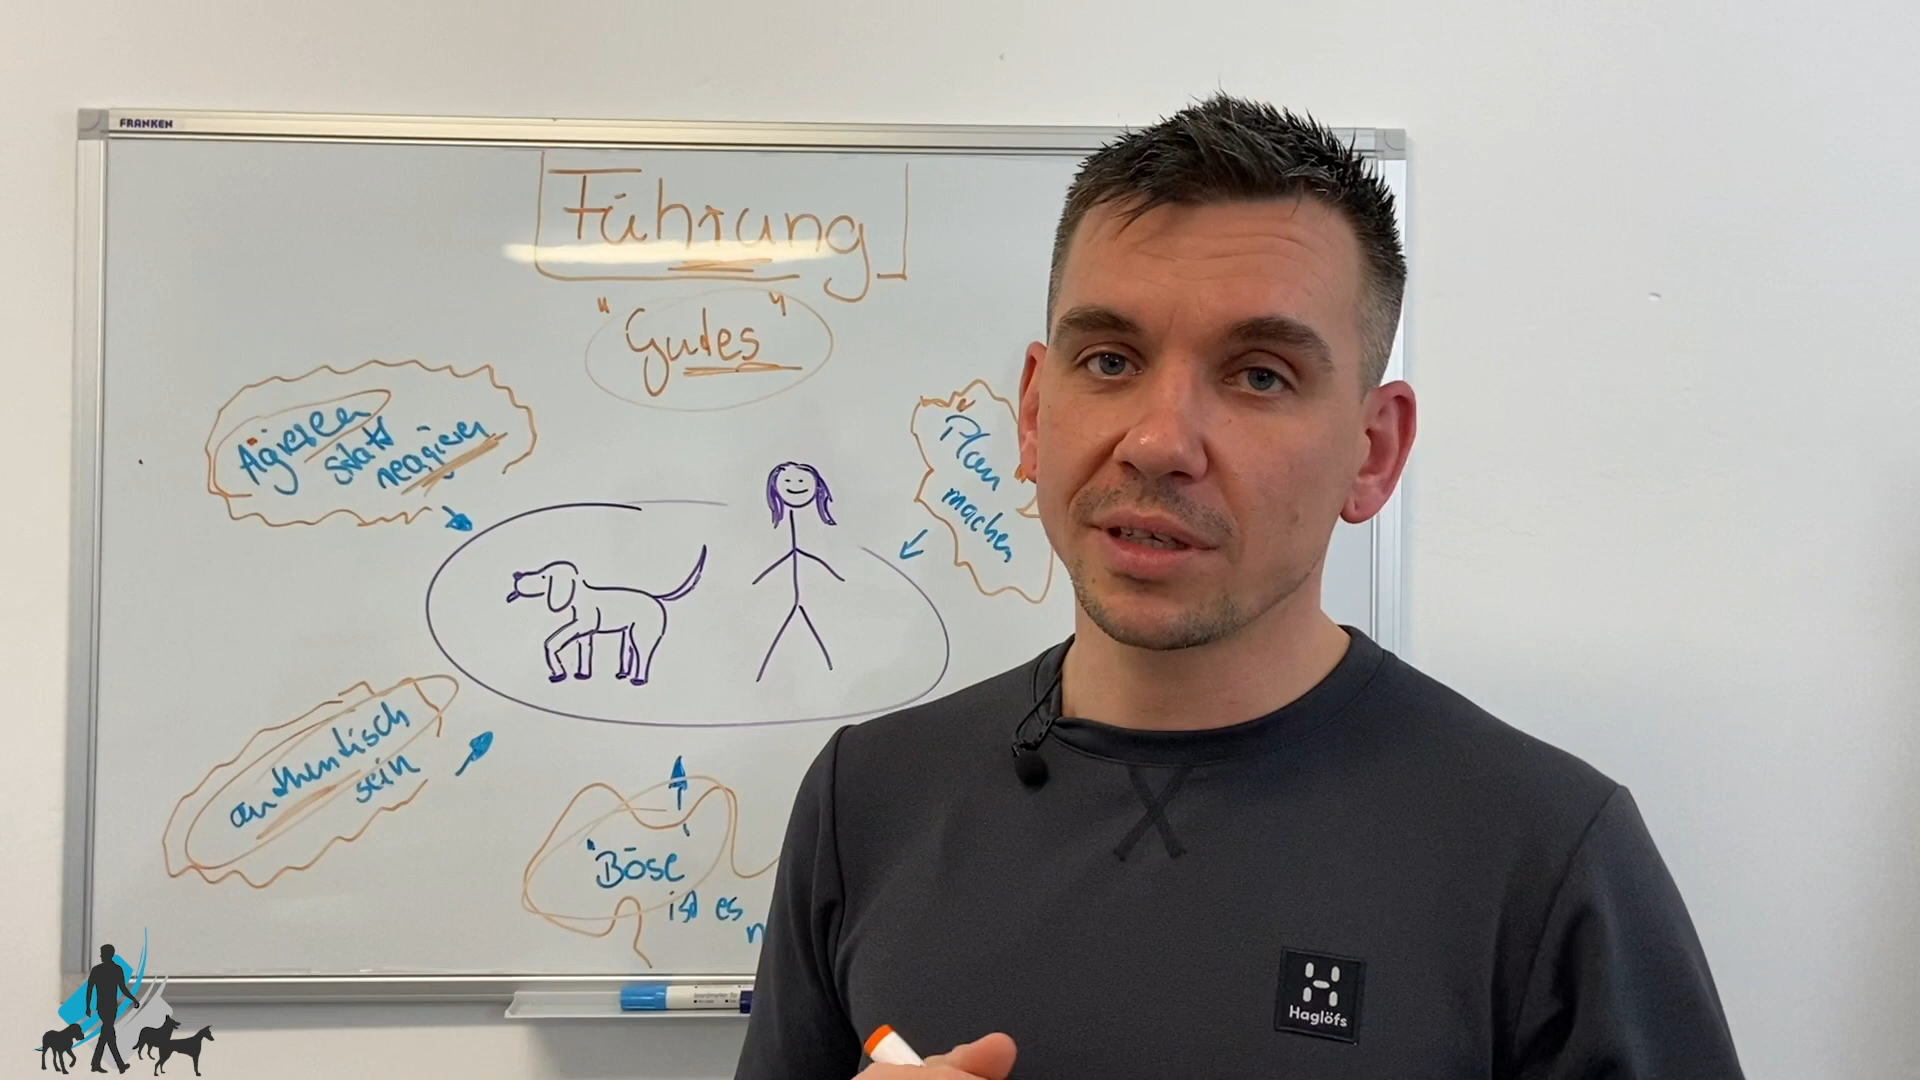 FRANKEN
Führung
"Gutes"
Agieren
statt
reagieren
Plan
machen
authentisch
sein
"Böse"
ist es
n
Haglöfs